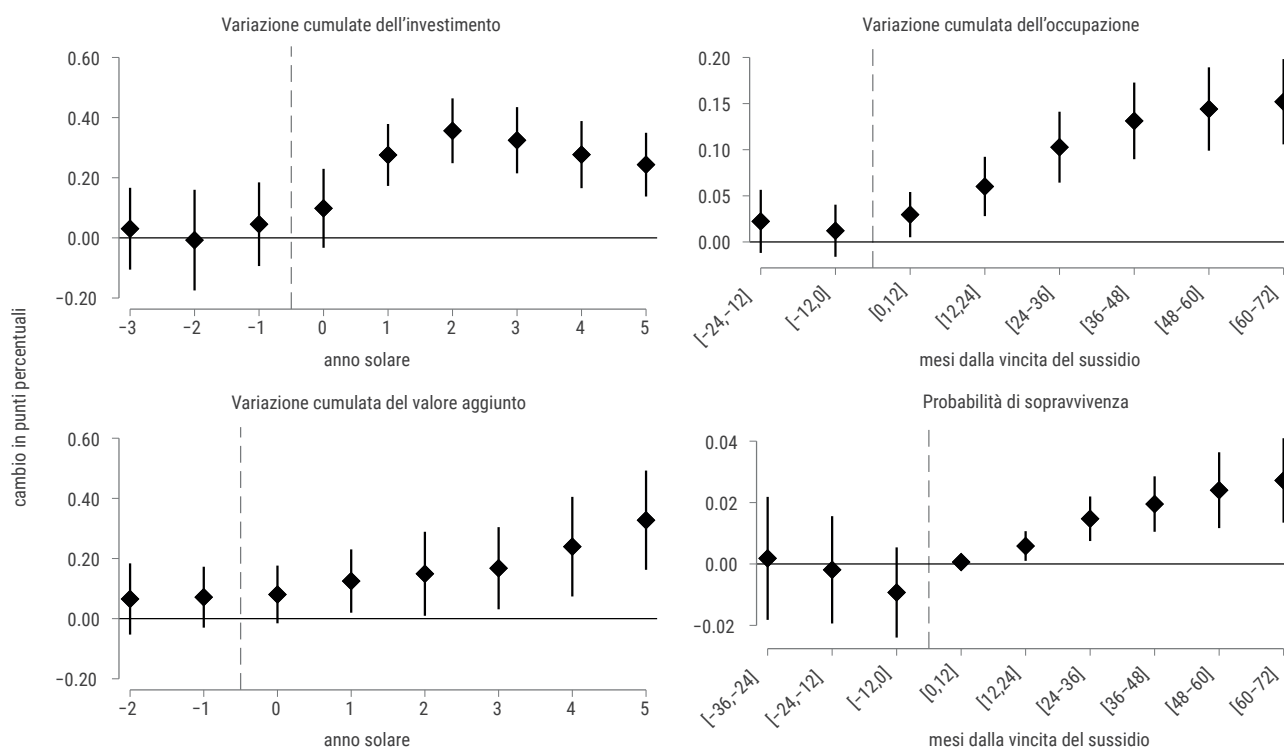 Variazione cumulate dell'investimento
0.60
0.40
0.20
0.00
−0.20
−3 −2 −1 0 1 2 3 4 5
anno solare
Variazione cumulata dell'occupazione
0.20
0.15
0.10
0.05
0.00
[−24,−12] [−12,0] [0,12] [12,24] [24−36] [36−48] [48−60] [60−72]
mesi dalla vincita del sussidio
cambio in punti percentuali
Variazione cumulata del valore aggiunto
0.60
0.40
0.20
0.00
−0.20
−2 −1 0 1 2 3 4 5
anno solare
Probabilità di sopravvivenza
0.04
0.02
0.00
−0.02
[−36,−24] [−24,−12] [−12,0] [0,12] [12,24] [24−36] [36−48] [48−60] [60−72]
mesi dalla vincita del sussidio